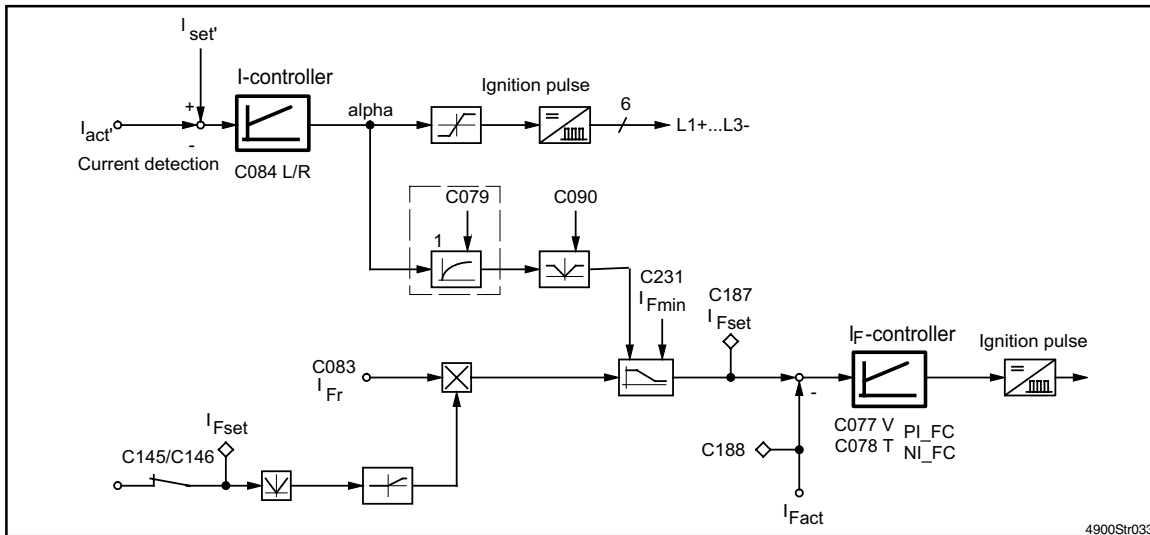 I set'
I-controller
Ignition pulse
+
alpha
6
I act'
L1+...L3-
-
Current detection
C084 L/R
C079
C090
1
C231
I Fmin
C187
I Fset
IF-controller
Ignition pulse
C083
I Fr
-
I Fset
C077 V PI_FC
C078 T NI_FC
C145/C146
C188
I Fact
4900Str033